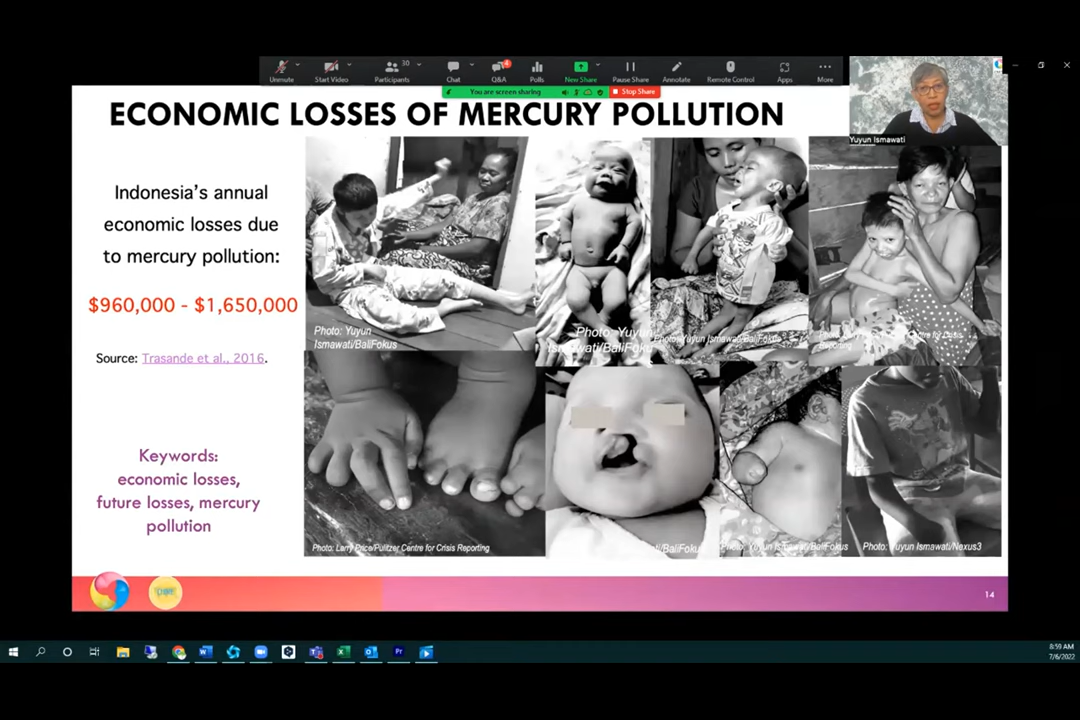 30
4
Unmute
Start Video
Participants
Chat
Q&A
Polls
New Share
Pause Share
Annotate
Remote Control
Apps
More
You are screen sharing
Stop Share
Yuyun Ismawati
ECONOMIC LOSSES OF MERCURY POLLUTION
Indonesia's annual
economic losses due
to mercury pollution:
$960,000 - $1,650,000
Source: Trasande et al., 2016.
Keywords:
economic losses,
future losses, mercury
pollution
Photo: Yuyun
Ismawati/BaliFokus
Photo: Yuyun
Ismawati/BaliFoku
Photo: Yuyun Ismawati/BaliFokus
Reporting
Photo: Larry Price/Pulitzer Centre for Crisis Reporting
Photo: Yuyun Ismawati/BaliFokus
Photo: Yuyun Ismawati/Nexus3
14
8:59 AM
7/6/2022